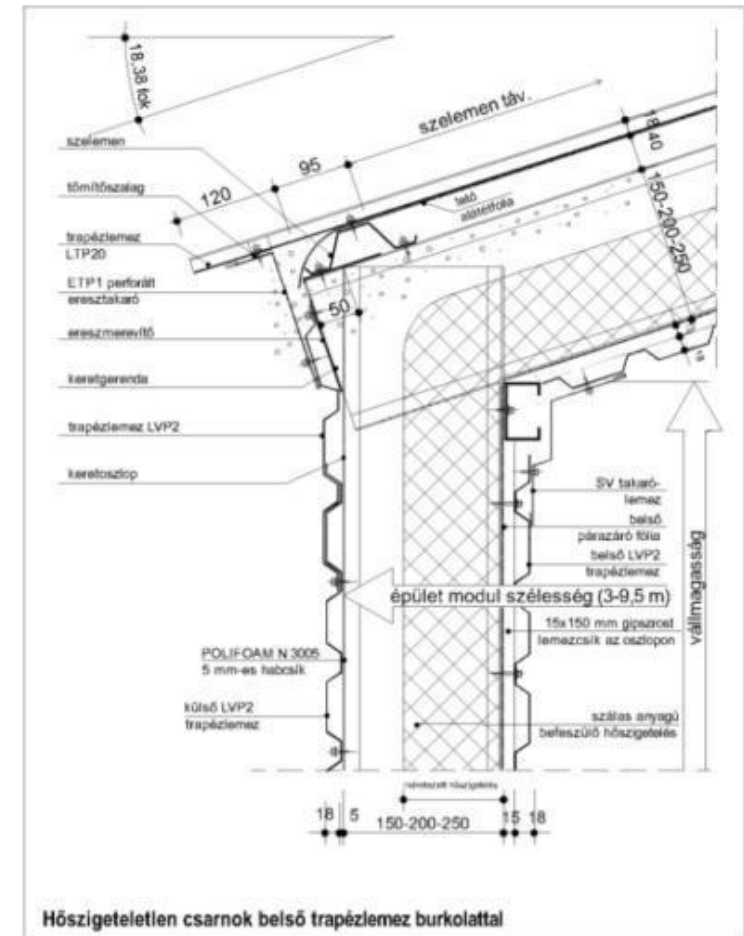 18.38 fok
szelemen táv.
szelemen
95
18.40
tömítőszalag
120
tető
alátétfólia
150-200-250
trapézlemez
LTP20
ETP1 perforált
eresztakaró
50
ereszmerevítő
keretgerenda
18
trapézlemez LVP2
keretoszlop
SV takaró-
lemez
belső
párazáró fólia
belső LVP2
trapézlemez
vállmagasság
épület modul szélesség (3-9,5 m)
15x150 mm gipszrost
lemezcsík az oszlopon
POLIFOAM N 3005
5 mm-es habcsík
külső LVP2
trapézlemez
szálas anyagú
befeszülő hőszigetelés
hőszigetelés
18 5 150-200-250 15 18
Hőszigeteletlen csarnok belső trapézlemez burkolattal